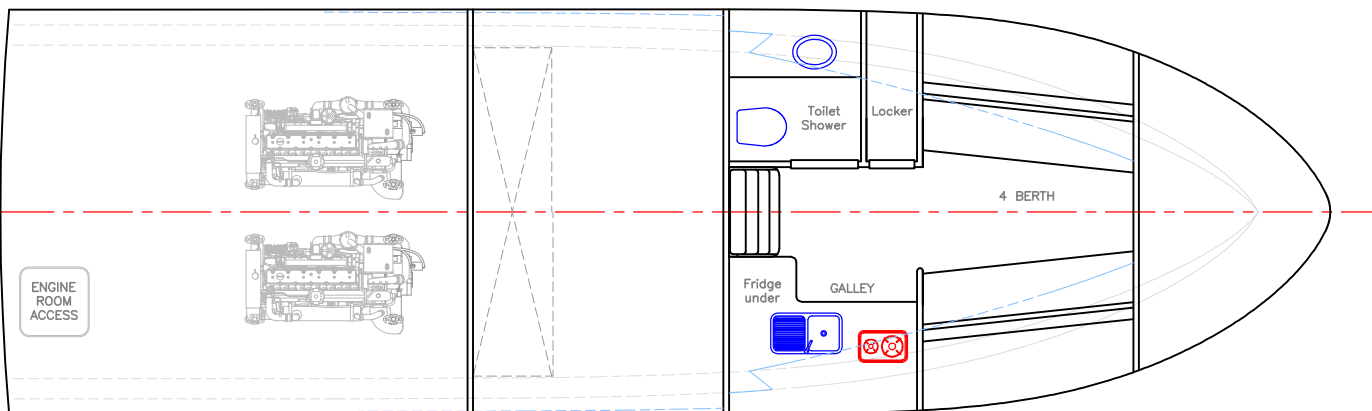 Toilet
Shower
Locker
4 BERTH
ENGINE
ROOM
ACCESS
Fridge
under
GALLEY